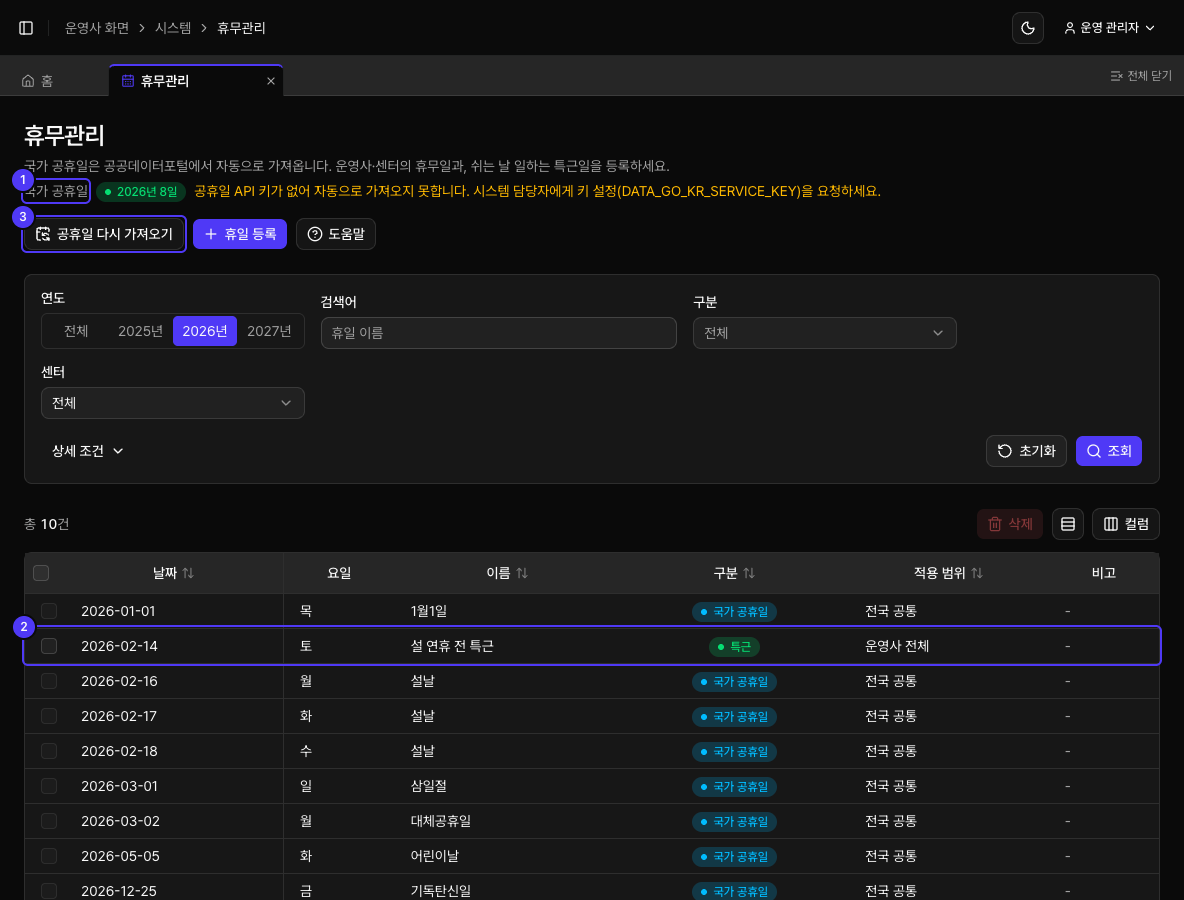 운영사 화면 > 시스템 > 휴무관리
운영 관리자
홈
휴무관리
전체 닫기
휴무관리
국가 공휴일은 공공데이터포털에서 자동으로 가져옵니다. 운영사·센터의 휴무일과, 쉬는 날 일하는 특근일을 등록하세요.
1
국가 공휴일 2026년 8일 공휴일 API 키가 없어 자동으로 가져오지 못합니다. 시스템 담당자에게 키 설정(DATA_GO_KR_SERVICE_KEY)을 요청하세요.
3
공휴일 다시 가져오기 휴일 등록 도움말
연도 검색어 구분
전체 2025년 2026년 2027년 휴일 이름 전체
센터
전체
상세 조건 초기화 조회
총 10건 삭제 컬럼
날짜 요일 이름 구분 적용 범위 비고
2026-01-01 목 1월1일 국가 공휴일 전국 공통 -
2
2026-02-14 토 설 연휴 전 특근 특근 운영사 전체 -
2026-02-16 월 설날 국가 공휴일 전국 공통 -
2026-02-17 화 설날 국가 공휴일 전국 공통 -
2026-02-18 수 설날 국가 공휴일 전국 공통 -
2026-03-01 일 삼일절 국가 공휴일 전국 공통 -
2026-03-02 월 대체공휴일 국가 공휴일 전국 공통 -
2026-05-05 화 어린이날 국가 공휴일 전국 공통 -
2026-12-25 금 기독탄신일 국가 공휴일 전국 공통 -